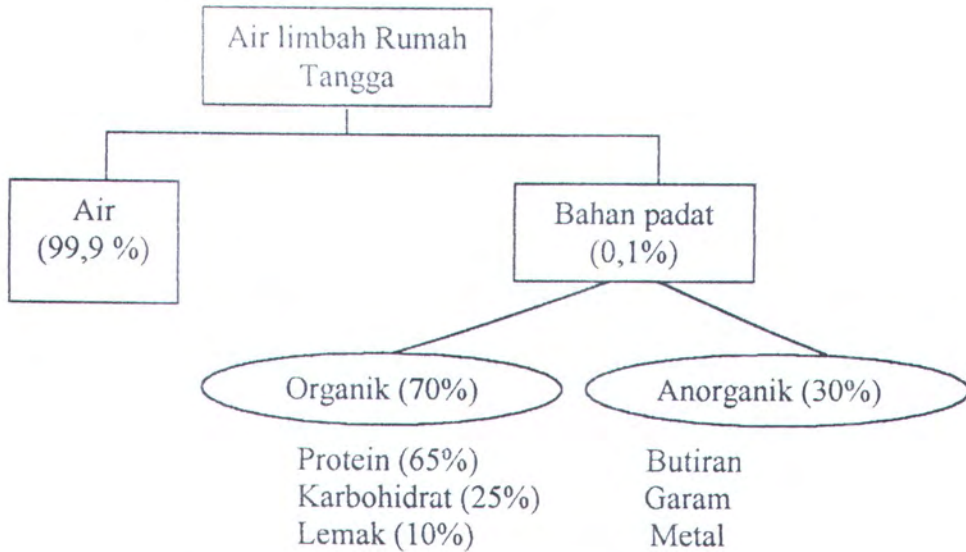 Air limbah Rumah
Tangga
Air
(99,9 %)
Bahan padat
(0,1%)
Organik (70%)
Anorganik (30%)
Protein (65%)
Karbohidrat (25%)
Lemak (10%)
Butiran
Garam
Metal